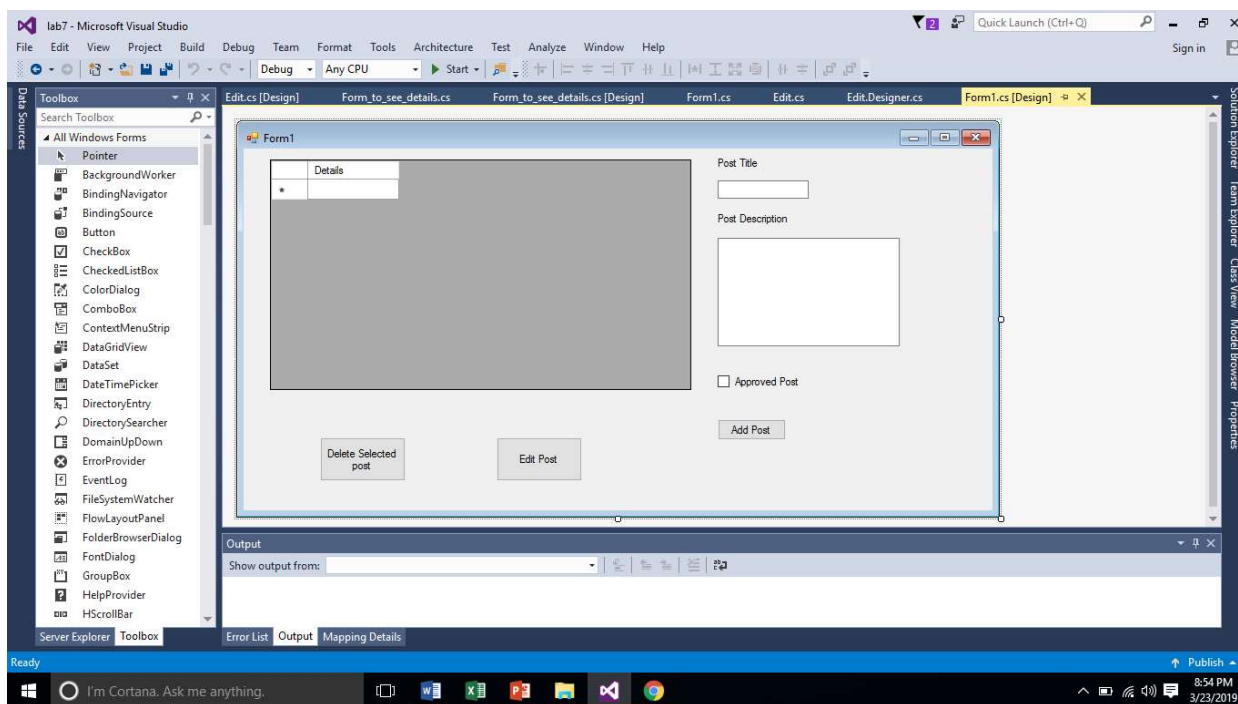 lab7 - Microsoft Visual Studio
2
Quick Launch (Ctrl+Q)
File Edit View Project Build Debug Team Format Tools Architecture Test Analyze Window Help
Sign in
Debug Any CPU Start
Data Sources
Toolbox
Search Toolbox
All Windows Forms
Pointer
BackgroundWorker
BindingNavigator
BindingSource
Button
CheckBox
CheckedListBox
ColorDialog
ComboBox
ContextMenuStrip
DataGridView
DataSet
DateTimePicker
DirectoryEntry
DirectorySearcher
DomainUpDown
ErrorProvider
EventLog
FileSystemWatcher
FlowLayoutPanel
FolderBrowserDialog
FontDialog
GroupBox
HelpProvider
HScrollBar
Server Explorer Toolbox
Edit.cs [Design] Form_to_see_details.cs Form_to_see_details.cs [Design] Form1.cs Edit.cs Edit.Designer.cs Form1.cs [Design]
Form1
Details
*
Post Title
Post Description
Approved Post
Add Post
Delete Selected
post
Edit Post
Output
Show output from:
Error List Output Mapping Details
Solution Explorer
Team Explorer
Class View
Model Browser
Properties
Ready
Publish
I'm Cortana. Ask me anything.
8:54 PM
3/23/2019